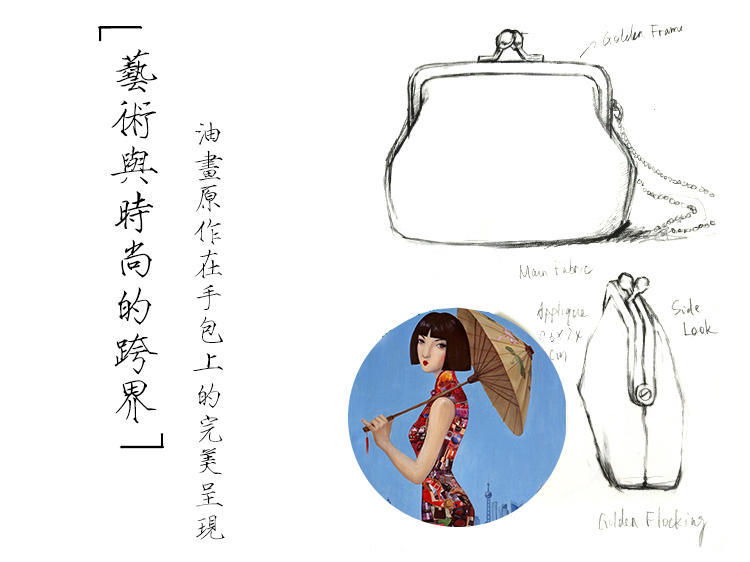 藝術與時尚的跨界
油畫原作在手包上的完美呈現
Golden Frame
Main Fabric
Applique
cm
Side
Look
Golden Flocking